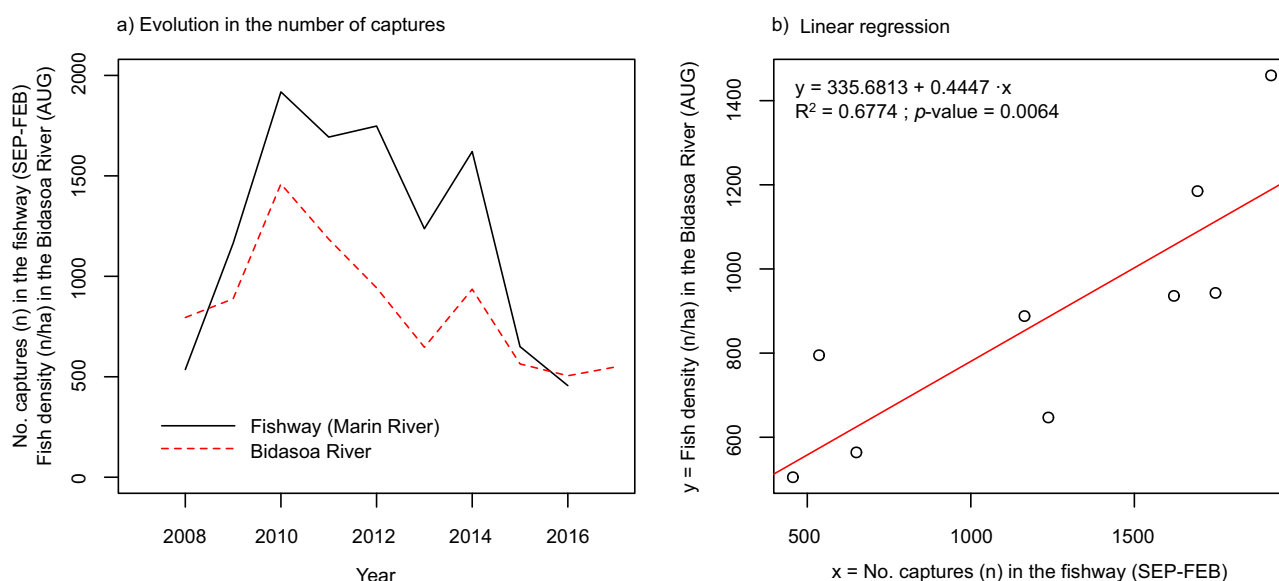 a) Evolution in the number of captures
No. captures (n) in the fishway (SEP-FEB)
Fish density (n/ha) in the Bidasoa River (AUG)
2000
1500
1000
500
0
Fishway (Marin River)
Bidasoa River
2008 2010 2012 2014 2016
Year
b) Linear regression
y = Fish density (n/ha) in the Bidasoa River (AUG)
1400
1200
1000
800
600
y = 335.6813 + 0.4447 ·x
R² = 0.6774 ; p-value = 0.0064
500 1000 1500
x = No. captures (n) in the fishway (SEP-FEB)